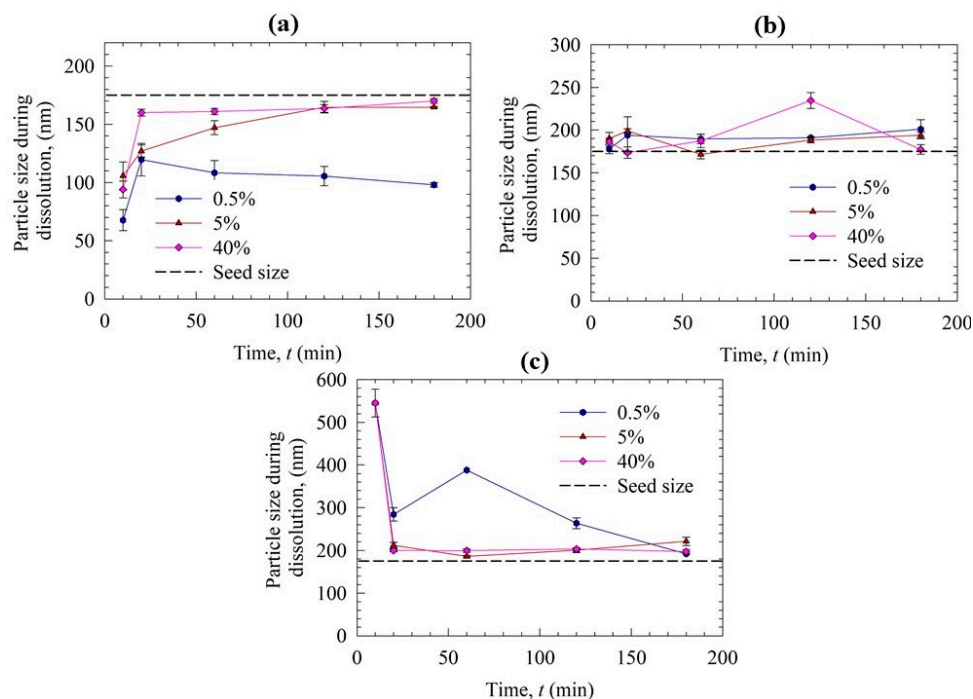 (a)
Particle size during
dissolution, (nm)
200
150
100
50
0
0.5%
5%
40%
Seed size
0
50
100
150
200
Time, t (min)
(b)
Particle size during
dissolution, (nm)
300
250
200
150
100
50
0
0.5%
5%
40%
Seed size
0
50
100
150
200
Time, t (min)
(c)
Particle size during
dissolution, (nm)
600
500
400
300
200
100
0
0.5%
5%
40%
Seed size
0
50
100
150
200
Time, t (min)